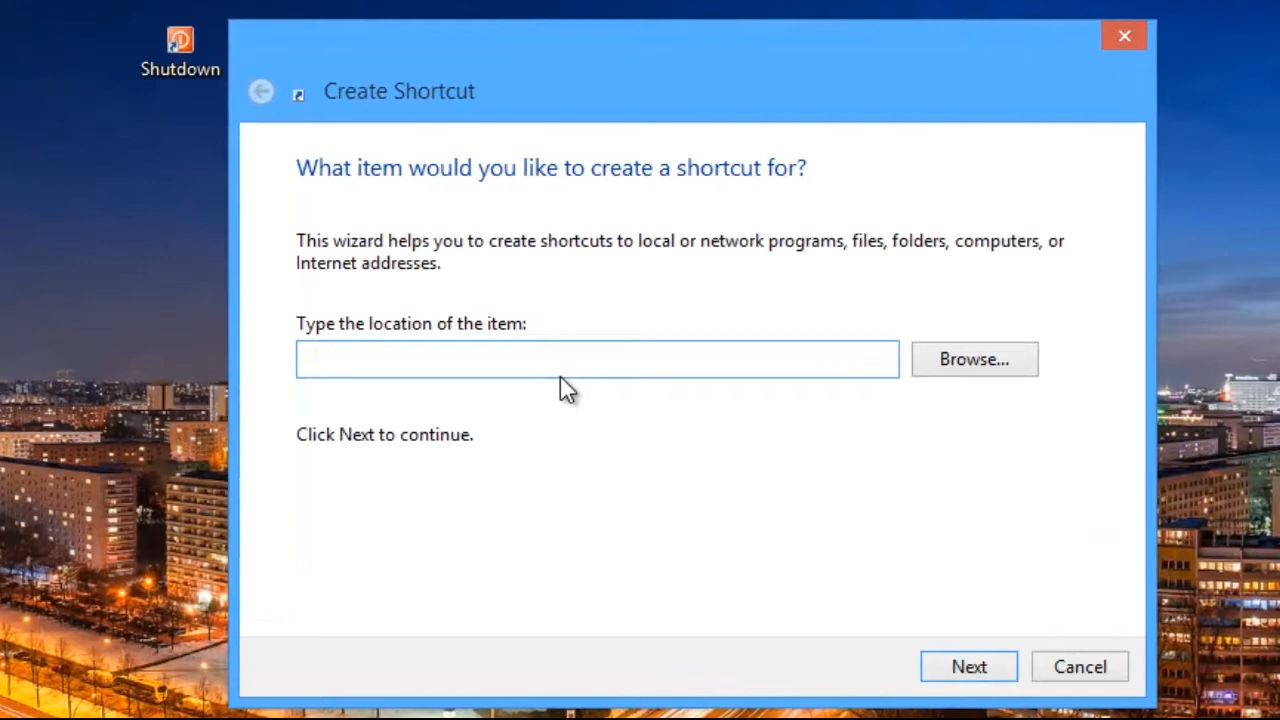 Shutdown
Create Shortcut
What item would you like to create a shortcut for?
This wizard helps you to create shortcuts to local or network programs, files, folders, computers, or
Internet addresses.
Type the location of the item:
Browse...
Click Next to continue.
Next
Cancel